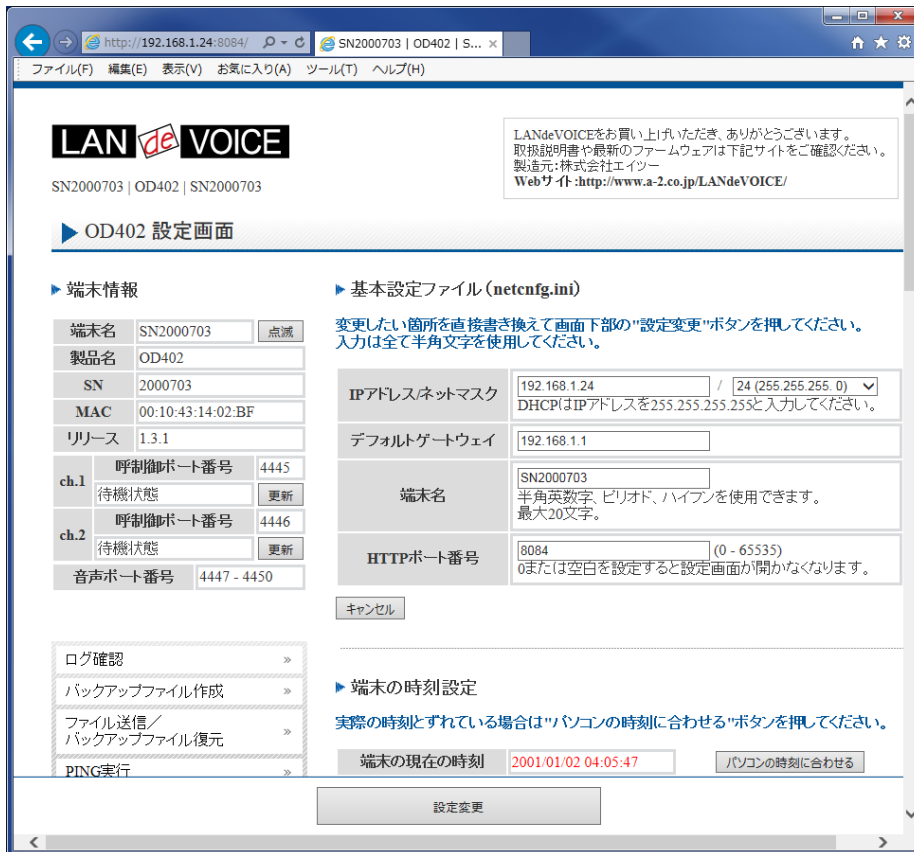 http://192.168.1.24:8084/
SN2000703 | OD402 | S...
ファイル(F) 編集(E) 表示(V) お気に入り(A) ツール(T) ヘルプ(H)
LAN de VOICE
LANdeVOICEをお買い上げいただき、ありがとうございます。
取扱説明書や最新のファームウェアは下記サイトをご確認ください。
製造元:株式会社エイツー
Webサイト:http://www.a-2.co.jp/LANdeVOICE/
SN2000703 | OD402 | SN2000703
OD402 設定画面
端末情報
端末名 SN2000703 点滅
製品名 OD402
SN 2000703
MAC 00:10:43:14:02:BF
リリース 1.3.1
ch.1 呼制御ポート番号 4445
待機状態 更新
ch.2 呼制御ポート番号 4446
待機状態 更新
音声ポート番号 4447 - 4450
ログ確認 »
バックアップファイル作成 »
ファイル送信／
バックアップファイル復元 »
PING実行 »
基本設定ファイル(netcnfg.ini)
変更したい箇所を直接書き換えて画面下部の"設定変更"ボタンを押してください。
入力は全て半角文字を使用してください。
IPアドレス/ネットマスク 192.168.1.24 / 24 (255.255.255. 0)
DHCPはIPアドレスを255.255.255.255と入力してください。
デフォルトゲートウェイ 192.168.1.1
端末名 SN2000703
半角英数字、ピリオド、ハイフンを使用できます。
最大20文字。
HTTPポート番号 8084 (0 - 65535)
0または空白を設定すると設定画面が開かなくなります。
キャンセル
端末の時刻設定
実際の時刻とずれている場合は"パソコンの時刻に合わせる"ボタンを押してください。
端末の現在の時刻 2001/01/02 04:05:47 パソコンの時刻に合わせる
設定変更